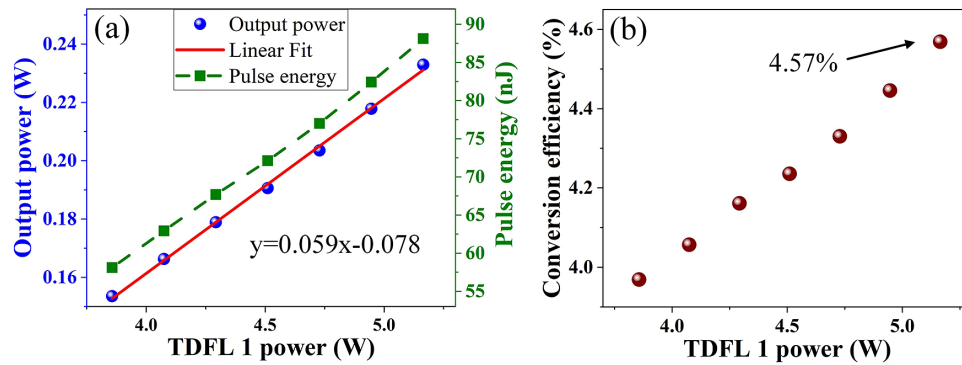 (a)
Output power
Linear Fit
Pulse energy
y=0.059x-0.078
Output power (W)
0.24
0.22
0.20
0.18
0.16
Pulse energy (nJ)
90
85
80
75
70
65
60
55
4.0 4.5 5.0
TDFL 1 power (W)
(b)
4.57%
Conversion efficiency (%)
4.6
4.4
4.2
4.0
4.0 4.5 5.0
TDFL 1 power (W)